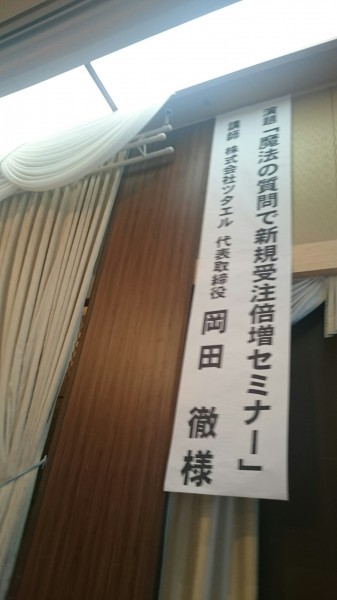 演題「魔法の質問で新規受注倍増セミナー」
講師 株式会社ツタエル 代表取締役 岡田 徹様